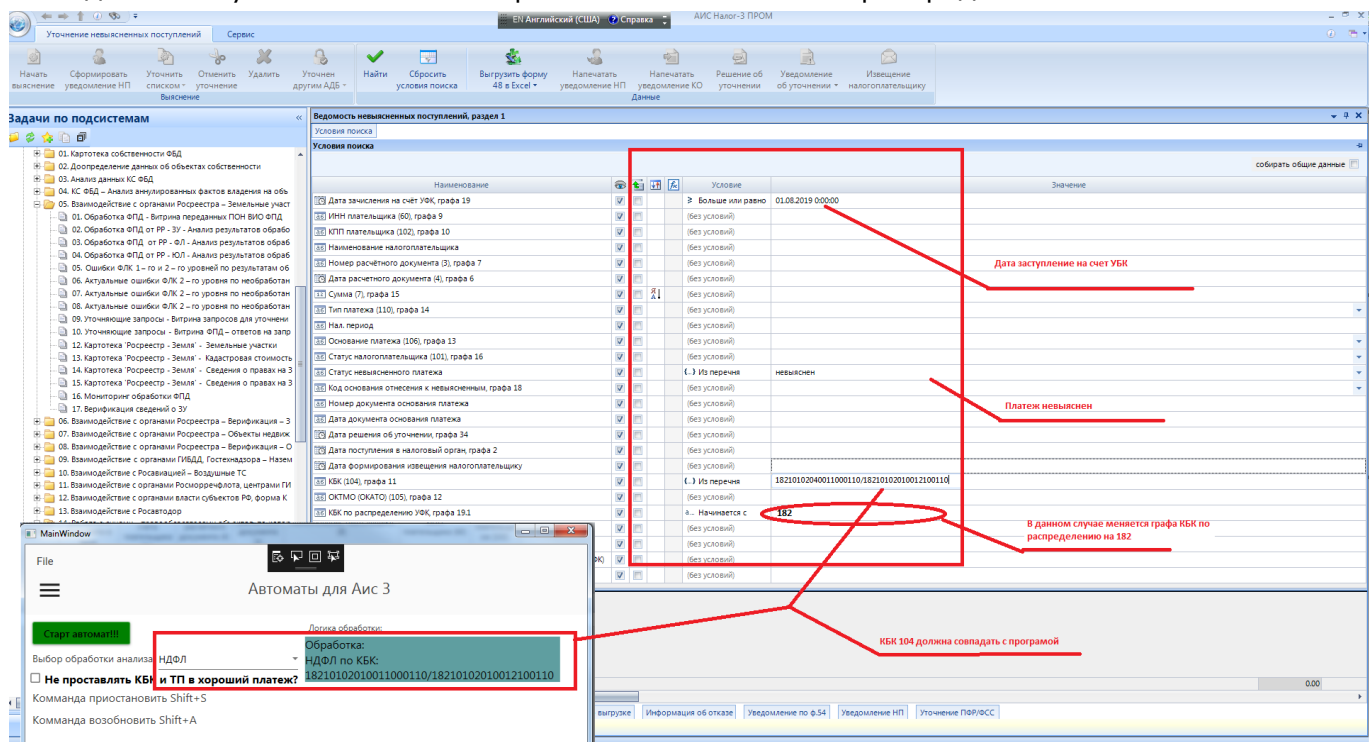 EN Английский (США)
Справка
АИС Налог-3 ПРОМ
Уточнение невыясненных поступлений
Сервис
Начать выяснение
Сформировать уведомление НП
Уточнить списком
Отменить уточнение
Удалить
Уточнен другим АДБ
Найти
Сбросить условия поиска
Выгрузить форму 48 в Excel
Напечатать уведомление НП
Напечатать уведомление КО
Решение об уточнении
Уведомление об уточнении
Извещение налогоплательщику
Выяснение
Данные
Задачи по подсистемам
01. Картотека собственности ФБД
02. Доопределение данных об объектах собственности
03. Анализ данных КС ФБД
04. КС ФБД – Анализ аннулированных фактов владения на объ
05. Взаимодействие с органами Росреестра – Земельные участ
01. Обработка ФПД - Витрина переданных ПОН ВИО ФПД
02. Обработка ФПД от РР - ЗУ - Анализ результатов обрабо
03. Обработка ФПД от РР - ФЛ - Анализ результатов обраб
04. Обработка ФПД от РР - ЮЛ - Анализ результатов обраб
05. Ошибки ФЛК 1 – го и 2 – го уровней по результатам об
06. Актуальные ошибки ФЛК 2 – го уровня по необработан
07. Актуальные ошибки ФЛК 2 – го уровня по необработан
08. Актуальные ошибки ФЛК 2 – го уровня по необработан
09. Уточняющие запросы - Витрина запросов для уточнени
10. Уточняющие запросы - Витрина ФПД – ответов на запр
12. Картотека 'Росреестр - Земля' - Земельные участки
13. Картотека 'Росреестр - Земля' - Кадастровая стоимость
14. Картотека 'Росреестр - Земля' - Сведения о правах на З
15. Картотека 'Росреестр - Земля' - Сведения о правах на З
16. Мониторинг обработки ФПД
17. Верификация сведений о ЗУ
06. Взаимодействие с органами Росреестра – Верификация – З
07. Взаимодействие с органами Росреестра – Объекты недвиж
08. Взаимодействие с органами Росреестра – Верификация – О
09. Взаимодействие с органами ГИБДД, Гостехнадзора – Назем
10. Взаимодействие с Росавиацией – Воздушные ТС
11. Взаимодействие с органами Росморречфлота, центрами ГИ
12. Взаимодействие с органами власти субъектов РФ, форма К
13. Взаимодействие с Росавтодор
Ведомость невыясненных поступлений, раздел 1
Условия поиска
Условия поиска
собирать общие данные
Наименование
Условие
Значение
Дата зачисления на счёт УФК, графа 19
Больше или равно
01.08.2019 0:00:00
ИНН плательщика (60), графа 9
(без условий)
КПП плательщика (102), графа 10
(без условий)
Наименование налогоплательщика
(без условий)
Номер расчётного документа (3), графа 7
(без условий)
Дата расчетного документа (4), графа 6
(без условий)
Сумма (7), графа 15
(без условий)
Тип платежа (110), графа 14
(без условий)
Нал. период
(без условий)
Основание платежа (106), графа 13
(без условий)
Статус налогоплательщика (101), графа 16
(без условий)
Статус невыясненного платежа
{..} Из перечня
невыяснен
Код основания отнесения к невыясненным, графа 18
(без условий)
Номер документа основания платежа
(без условий)
Дата документа основания платежа
(без условий)
Дата решения об уточнении, графа 34
(без условий)
Дата поступления в налоговый орган, графа 2
(без условий)
Дата формирования извещения налогоплательщику
(без условий)
КБК (104), графа 11
{..} Из перечня
18210102040011000110/18210102010012100110
ОКТМО (ОКАТО) (105), графа 12
(без условий)
КБК по распределению УФК, графа 19.1
а... Начинается с
182
(без условий)
(без условий)
ФК)
(без условий)
(без условий)
Дата заступление на счет УБК
Платеж невыяснен
В данном случае меняется графа КБК по
распределению на 182
КБК 104 должна совпадать с програмой
0.00
выгрузке
Информация об отказе
Уведомление по ф.54
Уведомление НП
Уточнение ПФР/ФСС
MainWindow
File
Автоматы для Аис 3
Старт автомат!!!
Логика обработки:
Обработка:
НДФЛ по КБК:
18210102010011000110/18210102010012100110
Выбор обработки анализа
НДФЛ
Не проставлять КБК и ТП в хороший платеж?
Комманда приостановить Shift+S
Комманда возобновить Shift+A